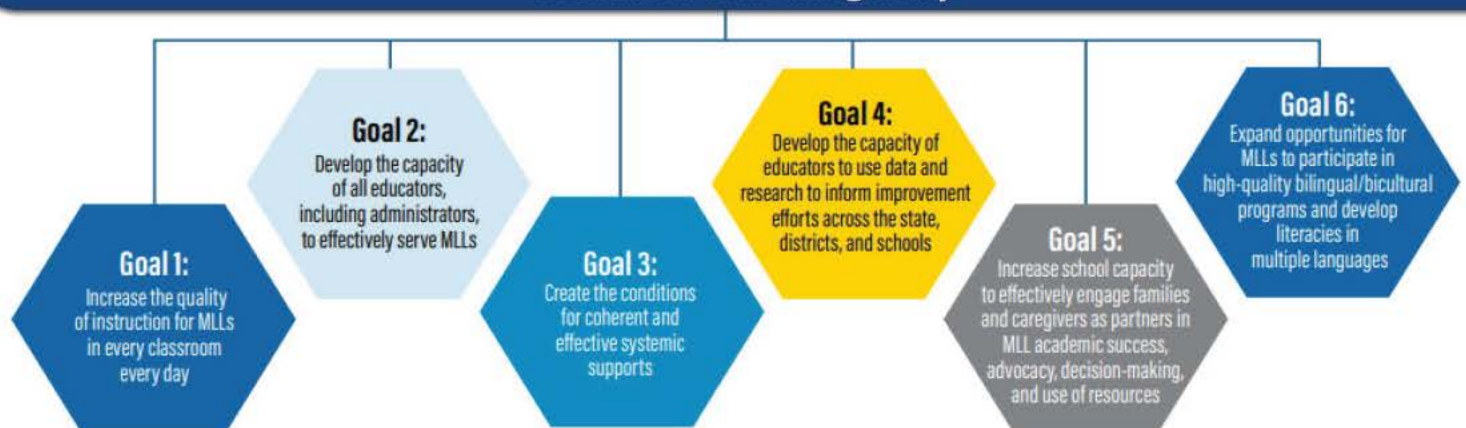 Goal 1:
Increase the quality
of instruction for MLLs
in every classroom
every day
Goal 2:
Develop the capacity
of all educators,
including administrators,
to effectively serve MLLs
Goal 3:
Create the conditions
for coherent and
effective systemic
supports
Goal 4:
Develop the capacity of
educators to use data and
research to inform improvement
efforts across the state,
districts, and schools
Goal 5:
Increase school capacity
to effectively engage families
and caregivers as partners in
MLL academic success,
advocacy, decision-making,
and use of resources
Goal 6:
Expand opportunities for
MLLs to participate in
high-quality bilingual/bicultural
programs and develop
literacies in
multiple languages